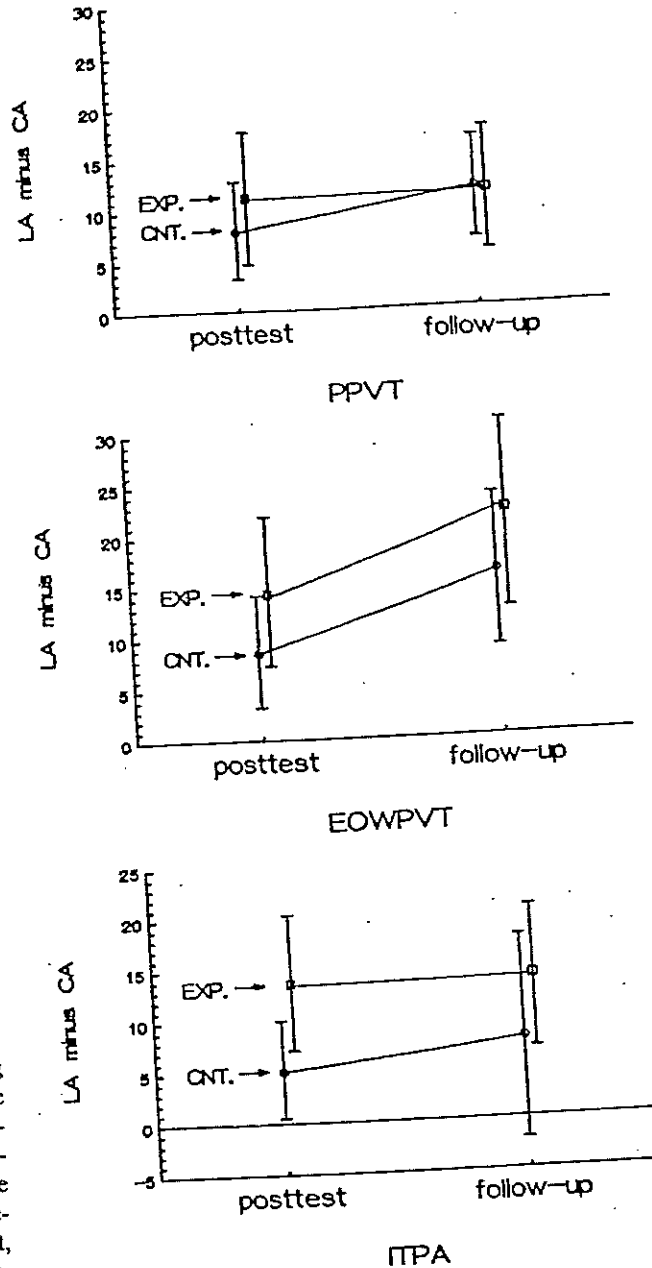 30
25
20
15
10
5
0
LA minus CA
EXP.
CNT.
posttest
follow-up
PPVT
30
25
20
15
10
5
0
LA minus CA
EXP.
CNT.
posttest
follow-up
EOWPVT
25
20
15
10
5
0
-5
LA minus CA
EXP.
CNT.
posttest
follow-up
ITPA